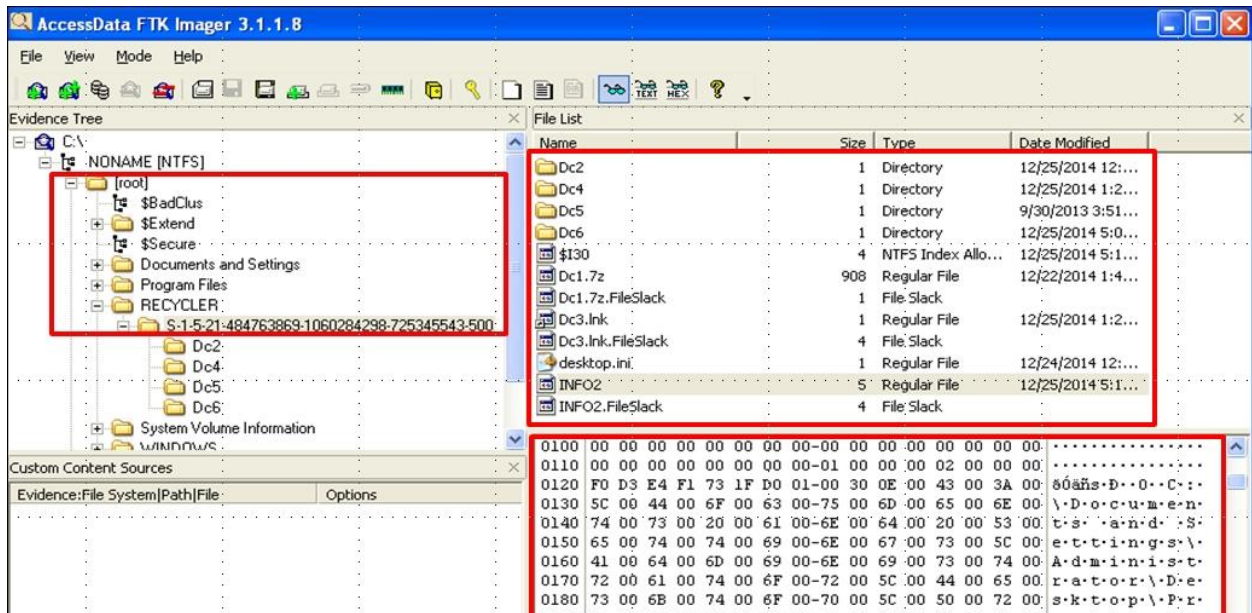 AccessData FTK Imager 3.1.1.8
File View Mode Help
TEXT HEX
Evidence Tree
C:\
NONAME [NTFS]
[root]
$BadClus
$Extend
$Secure
Documents and Settings
Program Files
RECYCLER
S-1-5-21-484763869-1060284298-725345543-500
Dc2
Dc4
Dc5
Dc6
System Volume Information
WINDOWS
Custom Content Sources
Evidence:File System|Path|File Options
File List
Name Size Type Date Modified
Dc2 1 Directory 12/25/2014 12:...
Dc4 1 Directory 12/25/2014 1:2...
Dc5 1 Directory 9/30/2013 3:51...
Dc6 1 Directory 12/25/2014 5:0...
$I30 4 NTFS Index Allo... 12/25/2014 5:1...
Dc1.7z 908 Regular File 12/22/2014 1:4...
Dc1.7z.FileSlack 1 File Slack
Dc3.lnk 1 Regular File 12/25/2014 1:2...
Dc3.lnk.FileSlack 4 File Slack
desktop.ini 1 Regular File 12/24/2014 12:...
INFO2 5 Regular File 12/25/2014 5:1...
INFO2.FileSlack 4 File Slack
0100 00 00 00 00 00 00 00 00-00 00 00 00 00 00 00 00 ················
0110 00 00 00 00 00 00 00 00-01 00 00 00 02 00 00 00 ················
0120 F0 D3 E4 F1 73 1F D0 01-00 30 0E 00 43 00 3A 00 ðÓäñs·Ð··0··C·:·
0130 5C 00 44 00 6F 00 63 00-75 00 6D 00 65 00 6E 00 \·D·o·c·u·m·e·n·
0140 74 00 73 00 20 00 61 00-6E 00 64 00 20 00 53 00 t·s· ·a·n·d· ·S·
0150 65 00 74 00 74 00 69 00-6E 00 67 00 73 00 5C 00 e·t·t·i·n·g·s·\·
0160 41 00 64 00 6D 00 69 00-6E 00 69 00 73 00 74 00 A·d·m·i·n·i·s·t·
0170 72 00 61 00 74 00 6F 00-72 00 5C 00 44 00 65 00 r·a·t·o·r·\·D·e·
0180 73 00 6B 00 74 00 6F 00-70 00 5C 00 50 00 72 00 s·k·t·o·p·\·P·r·